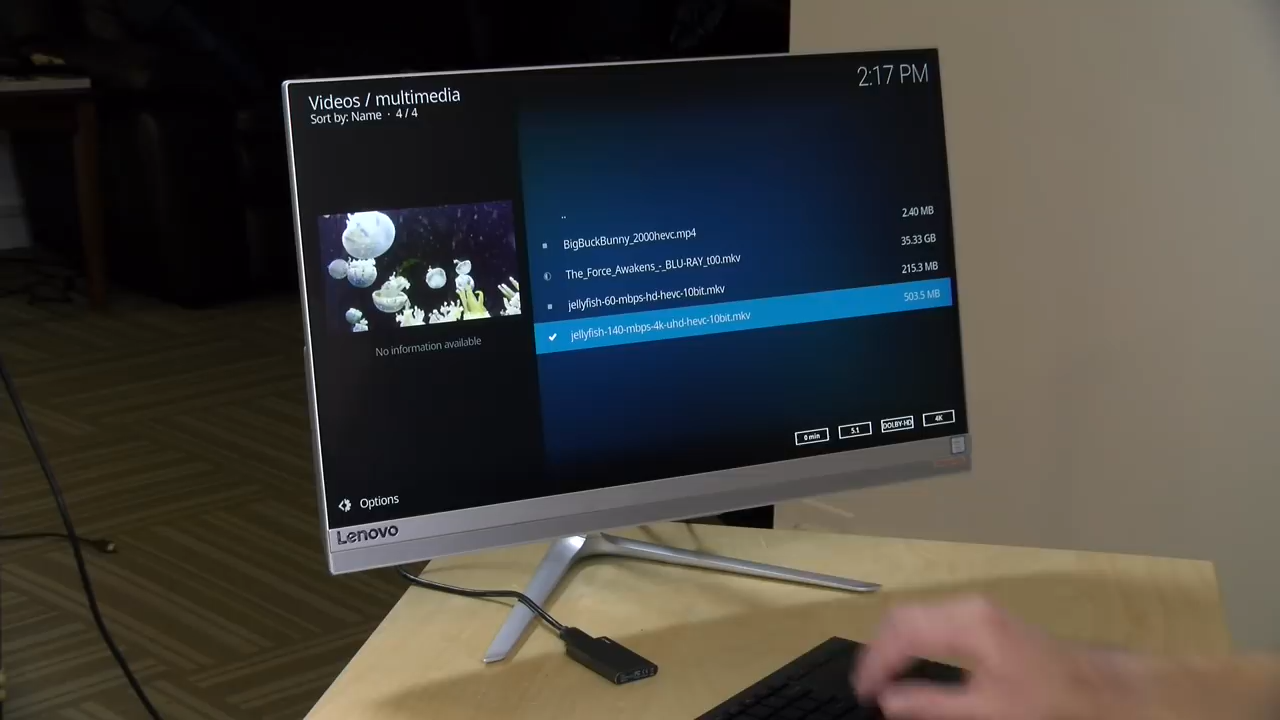 2:17 PM
Videos / multimedia
Sort by: Name · 4 / 4
..
BigBuckBunny_2000hevc.mp4 2.40 MB
The_Force_Awakens_-_BLU-RAY_t00.mkv 35.33 GB
jellyfish-60-mbps-hd-hevc-10bit.mkv 215.3 MB
jellyfish-140-mbps-4k-uhd-hevc-10bit.mkv 503.5 MB
No information available
0 min 5.1 DOLBY-HD 4K
Options
Lenovo